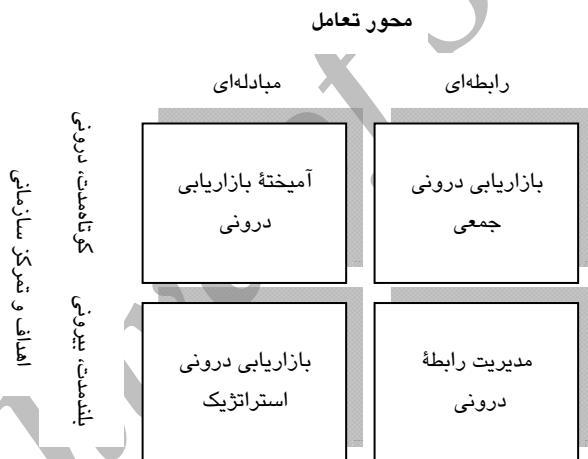 محور تعامل
رابطه‌ای
مبادله‌ای
اهداف و تمرکز سازمانی
کوتاه‌مدت، درونی
بازاریابی درونی
جمعی
آمیختهٔ بازاریابی
درونی
بلندمدت، بیرونی
مدیریت رابطهٔ
درونی
بازاریابی درونی
استراتژیک